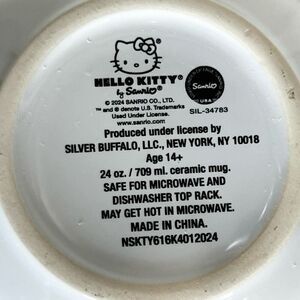 HELLO KITTY®
by Sanrio®
© 2024 SANRIO CO., LTD.
™ and ® denote U.S. Trademarks
Used Under License.
www.sanrio.com
Sanrio
USA
SIL-34783
Produced under license by
SILVER BUFFALO, LLC., NEW YORK, NY 10018
Age 14+
24 oz. / 709 ml. ceramic mug.
SAFE FOR MICROWAVE AND
DISHWASHER TOP RACK.
MAY GET HOT IN MICROWAVE.
MADE IN CHINA.
NSKTY616K4012024